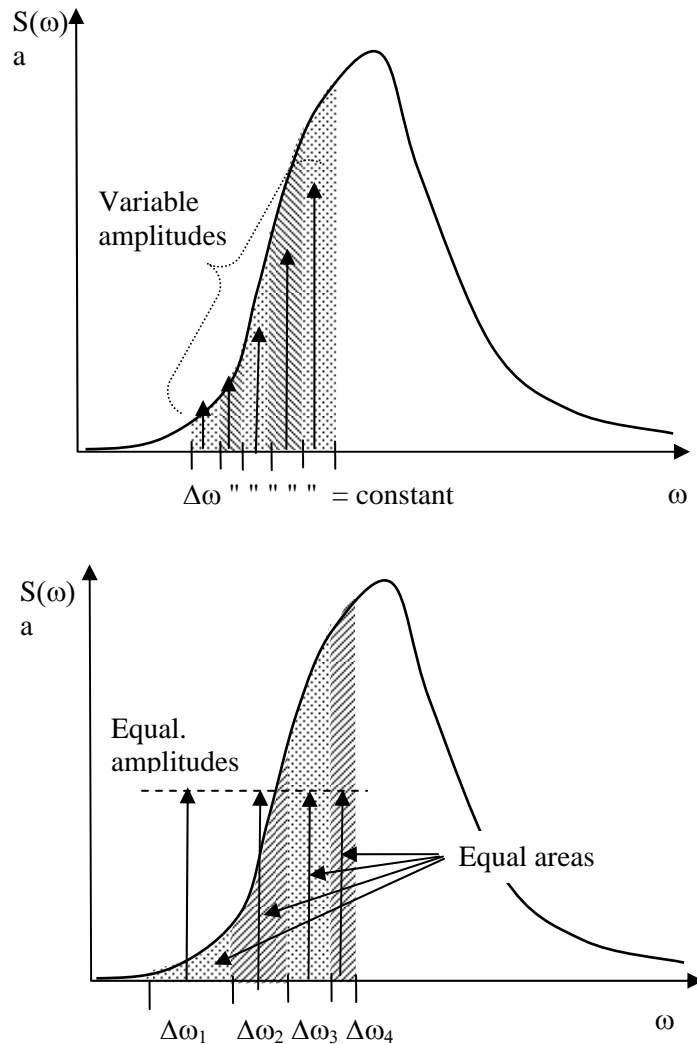 S(ω)
a
Variable
amplitudes
Δω " " " " = constant
ω
S(ω)
a
Equal.
amplitudes
Equal areas
Δω₁ Δω₂ Δω₃ Δω₄
ω